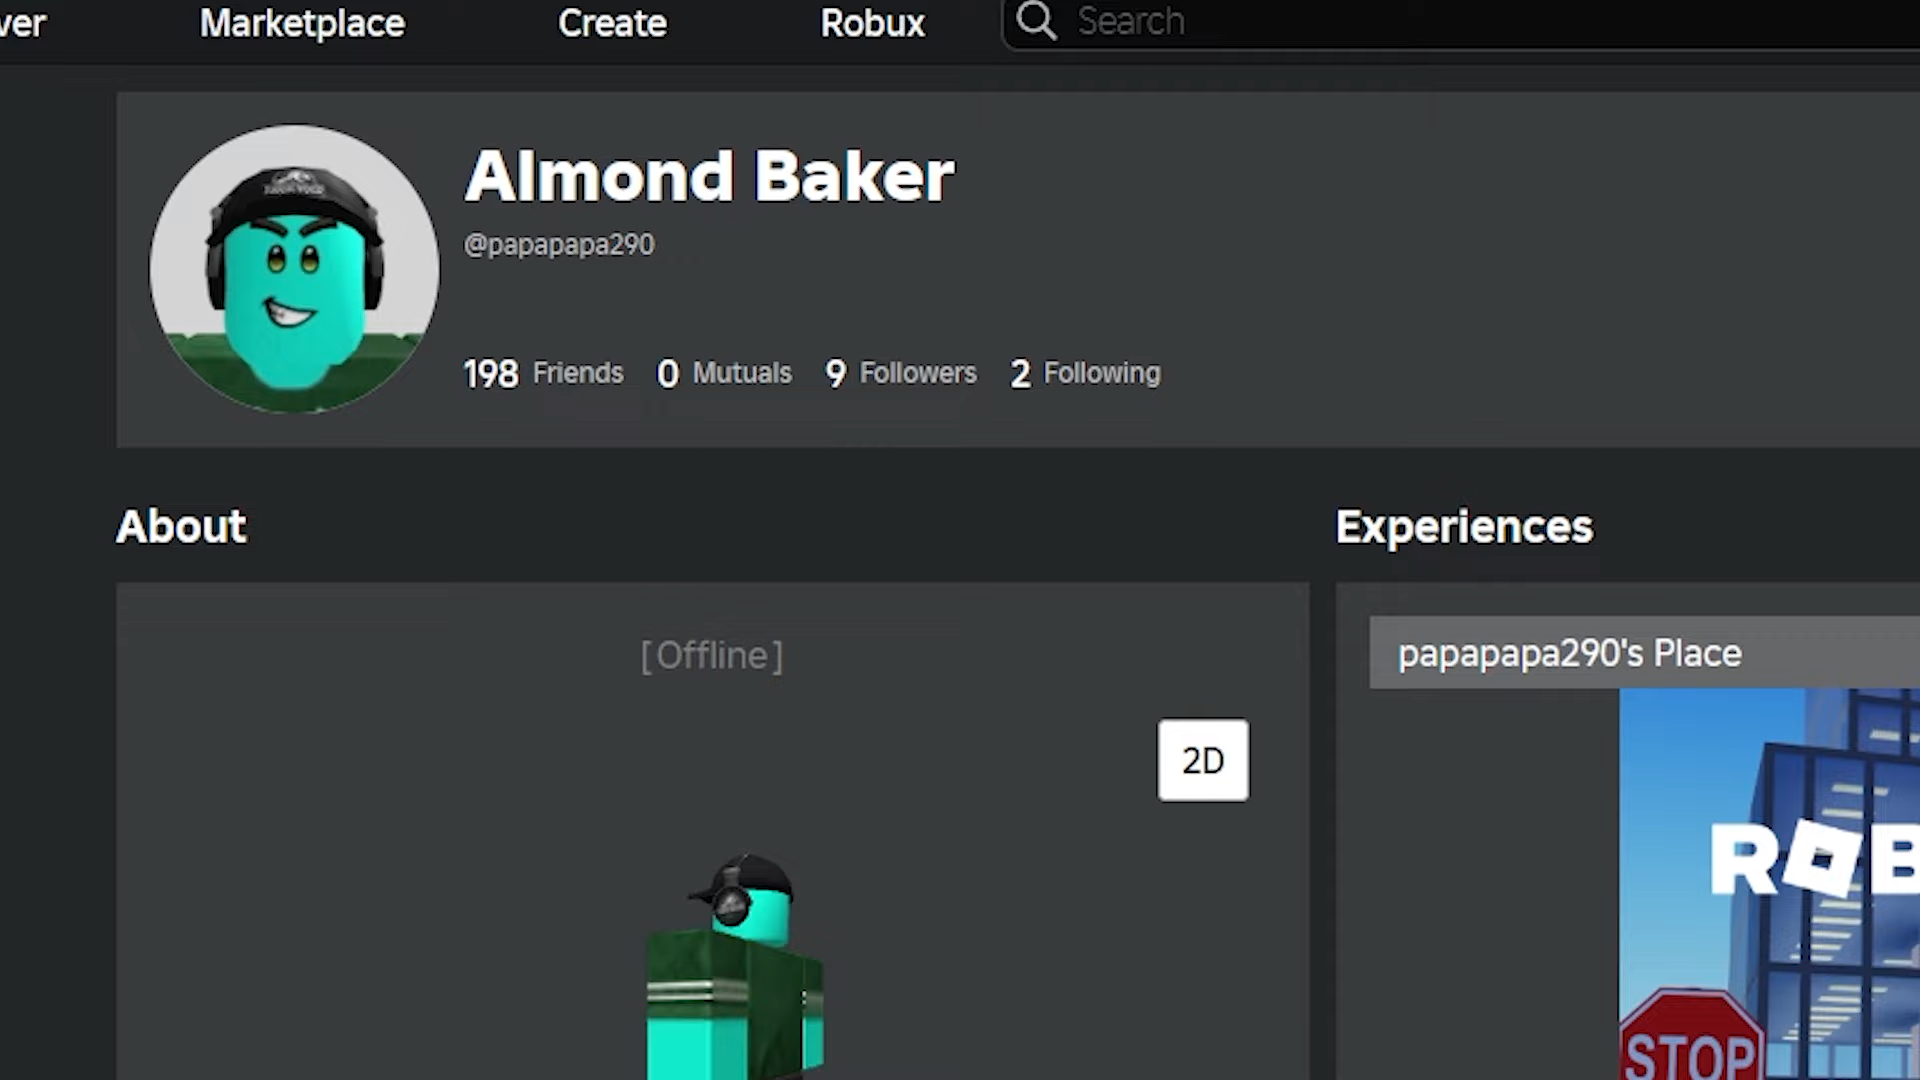 ver Marketplace Create Robux Search
Almond Baker
@papapapa290
198 Friends 0 Mutuals 9 Followers 2 Following
About
Experiences
[Offline]
papapapa290's Place
2D
ROB
STOP